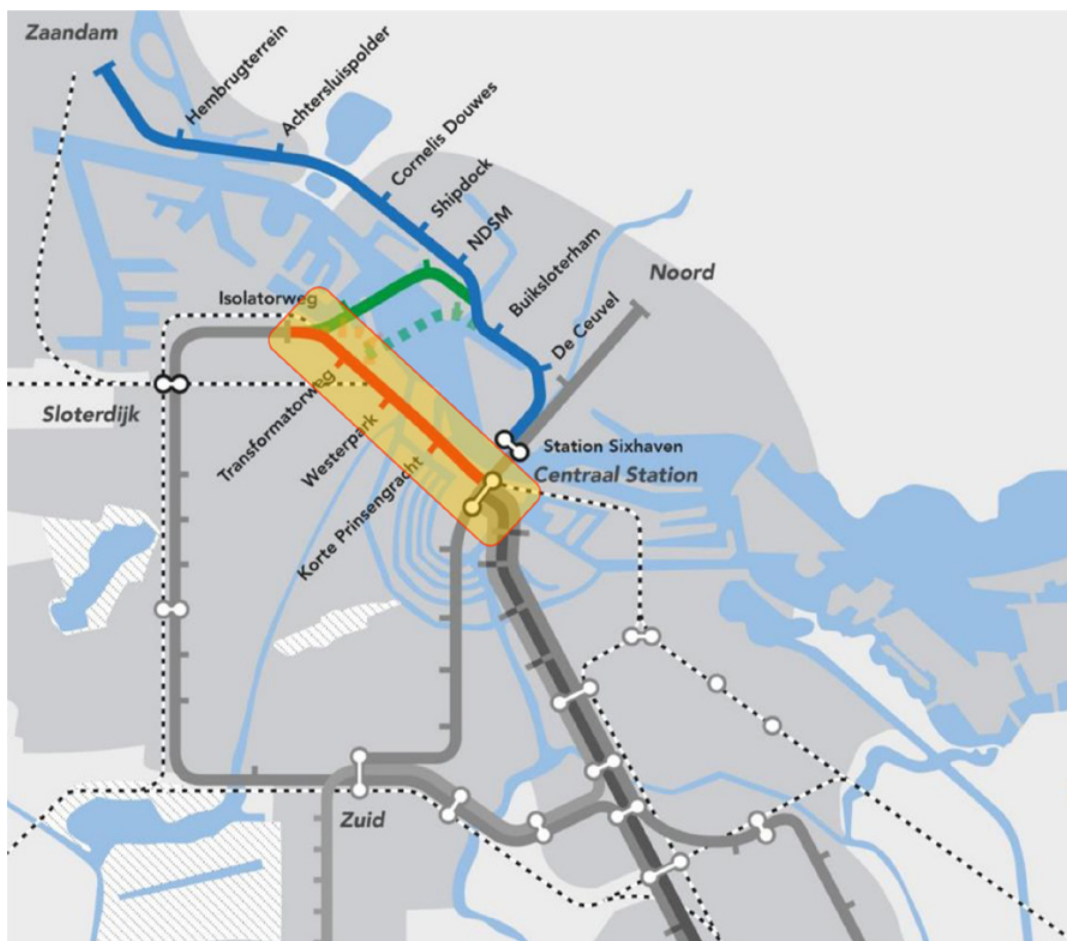 Zaandam
Hembrugterrein
Achtersluispolder
Cornelis Douwes
Shipdock
NDSM
Buiksloterham
Noord
De Ceuvel
Isolatorweg
Sloterdijk
Transformatorweg
Westerpark
Korte Prinsengracht
Station Sixhaven
Centraal Station
Zuid